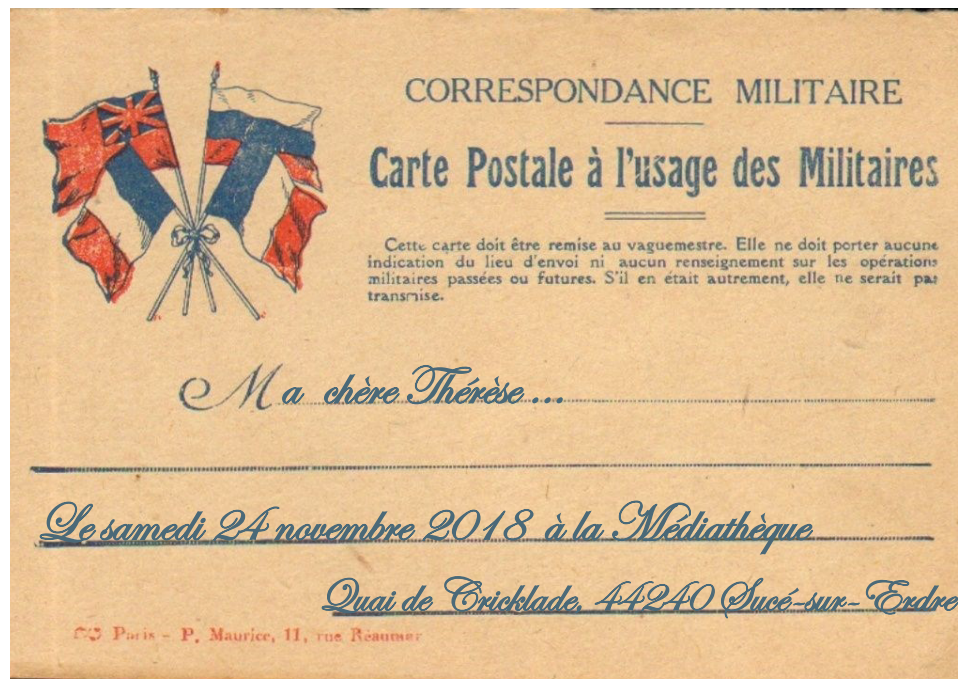 CORRESPONDANCE MILITAIRE
Carte Postale à l'usage des Militaires
Cette carte doit être remise au vaguemestre. Elle ne doit porter aucune
indication du lieu d'envoi ni aucun renseignement sur les opérations
militaires passées ou futures. S'il en était autrement, elle ne serait pas
transmise.
Ma chère Thérèse ...
Le samedi 24 novembre 2018 à la Médiathèque
Quai de Cricklade, 44240 Sucé-sur-Erdre
Paris - P. Maurice, 11, rue Réaumur